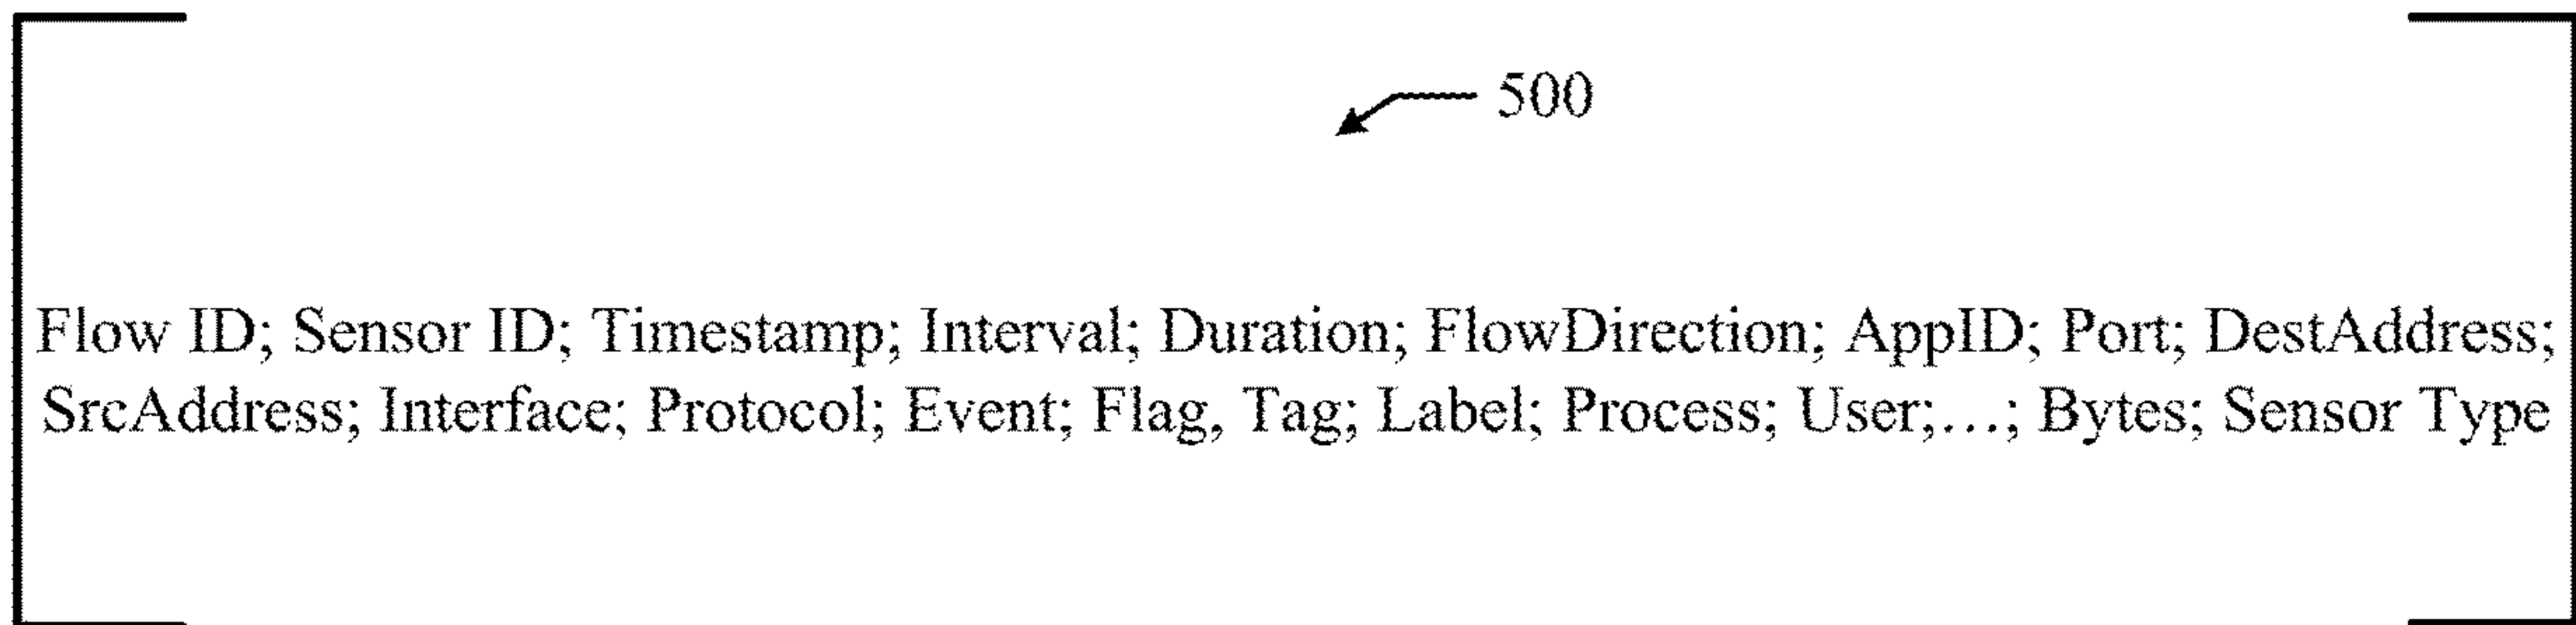 500
Flow ID; Sensor ID; Timestamp; Interval; Duration; FlowDirection; AppID; Port; DestAddress;
SrcAddress; Interface; Protocol; Event; Flag, Tag; Label; Process; User;...; Bytes; Sensor Type